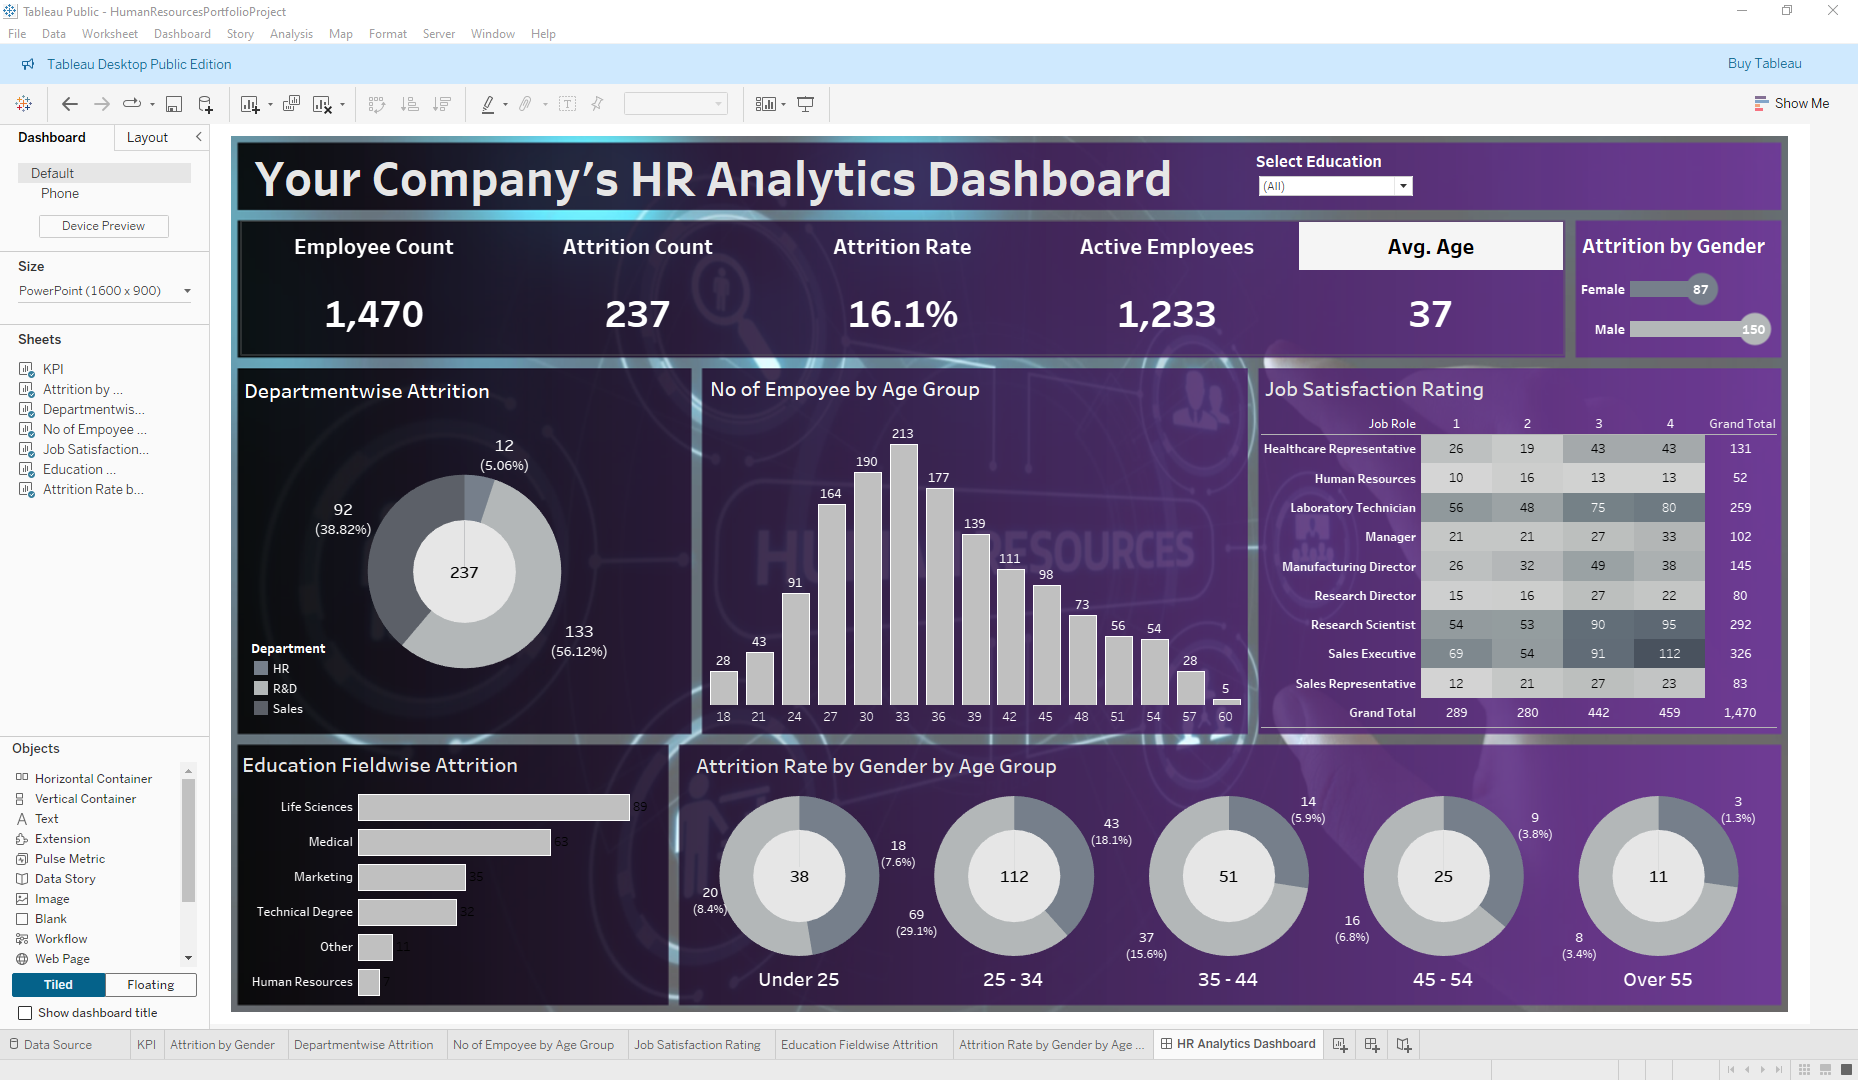 Tableau Public - HumanResourcesPortfolioProject
File Data Worksheet Dashboard Story Analysis Map Format Server Window Help
Tableau Desktop Public Edition
Buy Tableau
Show Me
Dashboard Layout
Default
Phone
Device Preview
Size
PowerPoint (1600 x 900)
Sheets
KPI
Attrition by ...
Departmentwis...
No of Empoyee ...
Job Satisfaction...
Education ...
Attrition Rate b...
Objects
Horizontal Container
Vertical Container
Text
Extension
Pulse Metric
Data Story
Image
Blank
Workflow
Web Page
Tiled Floating
Show dashboard title
Your Company's HR Analytics Dashboard
Select Education
(All)
Employee Count Attrition Count Attrition Rate Active Employees Avg. Age
1,470 237 16.1% 1,233 37
Attrition by Gender
Female 87
Male 150
Departmentwise Attrition
12
(5.06%)
92
(38.82%)
237
133
(56.12%)
Department
HR
R&D
Sales
No of Empoyee by Age Group
28 43 91 164 190 213 177 139 111 98 73 56 54 28 5
18 21 24 27 30 33 36 39 42 45 48 51 54 57 60
HUMAN RESOURCES
Job Satisfaction Rating
Job Role 1 2 3 4 Grand Total
Healthcare Representative 26 19 43 43 131
Human Resources 10 16 13 13 52
Laboratory Technician 56 48 75 80 259
Manager 21 21 27 33 102
Manufacturing Director 26 32 49 38 145
Research Director 15 16 27 22 80
Research Scientist 54 53 90 95 292
Sales Executive 69 54 91 112 326
Sales Representative 12 21 27 23 83
Grand Total 289 280 442 459 1,470
Education Fieldwise Attrition
Life Sciences 89
Medical 63
Marketing 35
Technical Degree 32
Other 11
Human Resources
Attrition Rate by Gender by Age Group
18
(7.6%)
20
(8.4%)
38
Under 25
43
(18.1%)
69
(29.1%)
112
25 - 34
14
(5.9%)
37
(15.6%)
51
35 - 44
9
(3.8%)
16
(6.8%)
25
45 - 54
3
(1.3%)
8
(3.4%)
11
Over 55
Data Source KPI Attrition by Gender Departmentwise Attrition No of Empoyee by Age Group Job Satisfaction Rating Education Fieldwise Attrition Attrition Rate by Gender by Age ... HR Analytics Dashboard